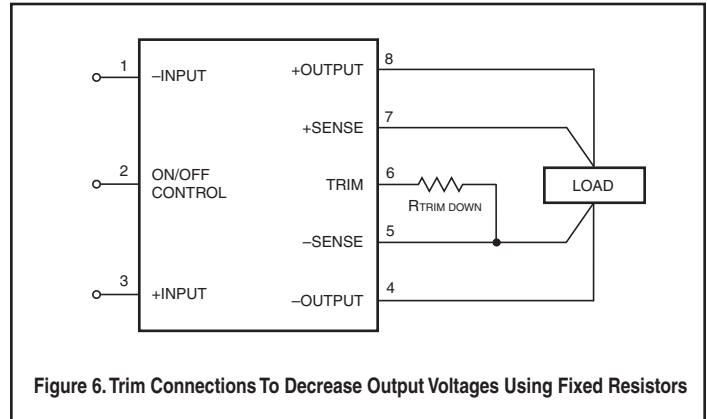 1
–INPUT
2
ON/OFF
CONTROL
3
+INPUT
+OUTPUT
8
+SENSE
7
TRIM
6
RTRIM DOWN
–SENSE
5
–OUTPUT
4
LOAD
Figure 6. Trim Connections To Decrease Output Voltages Using Fixed Resistors